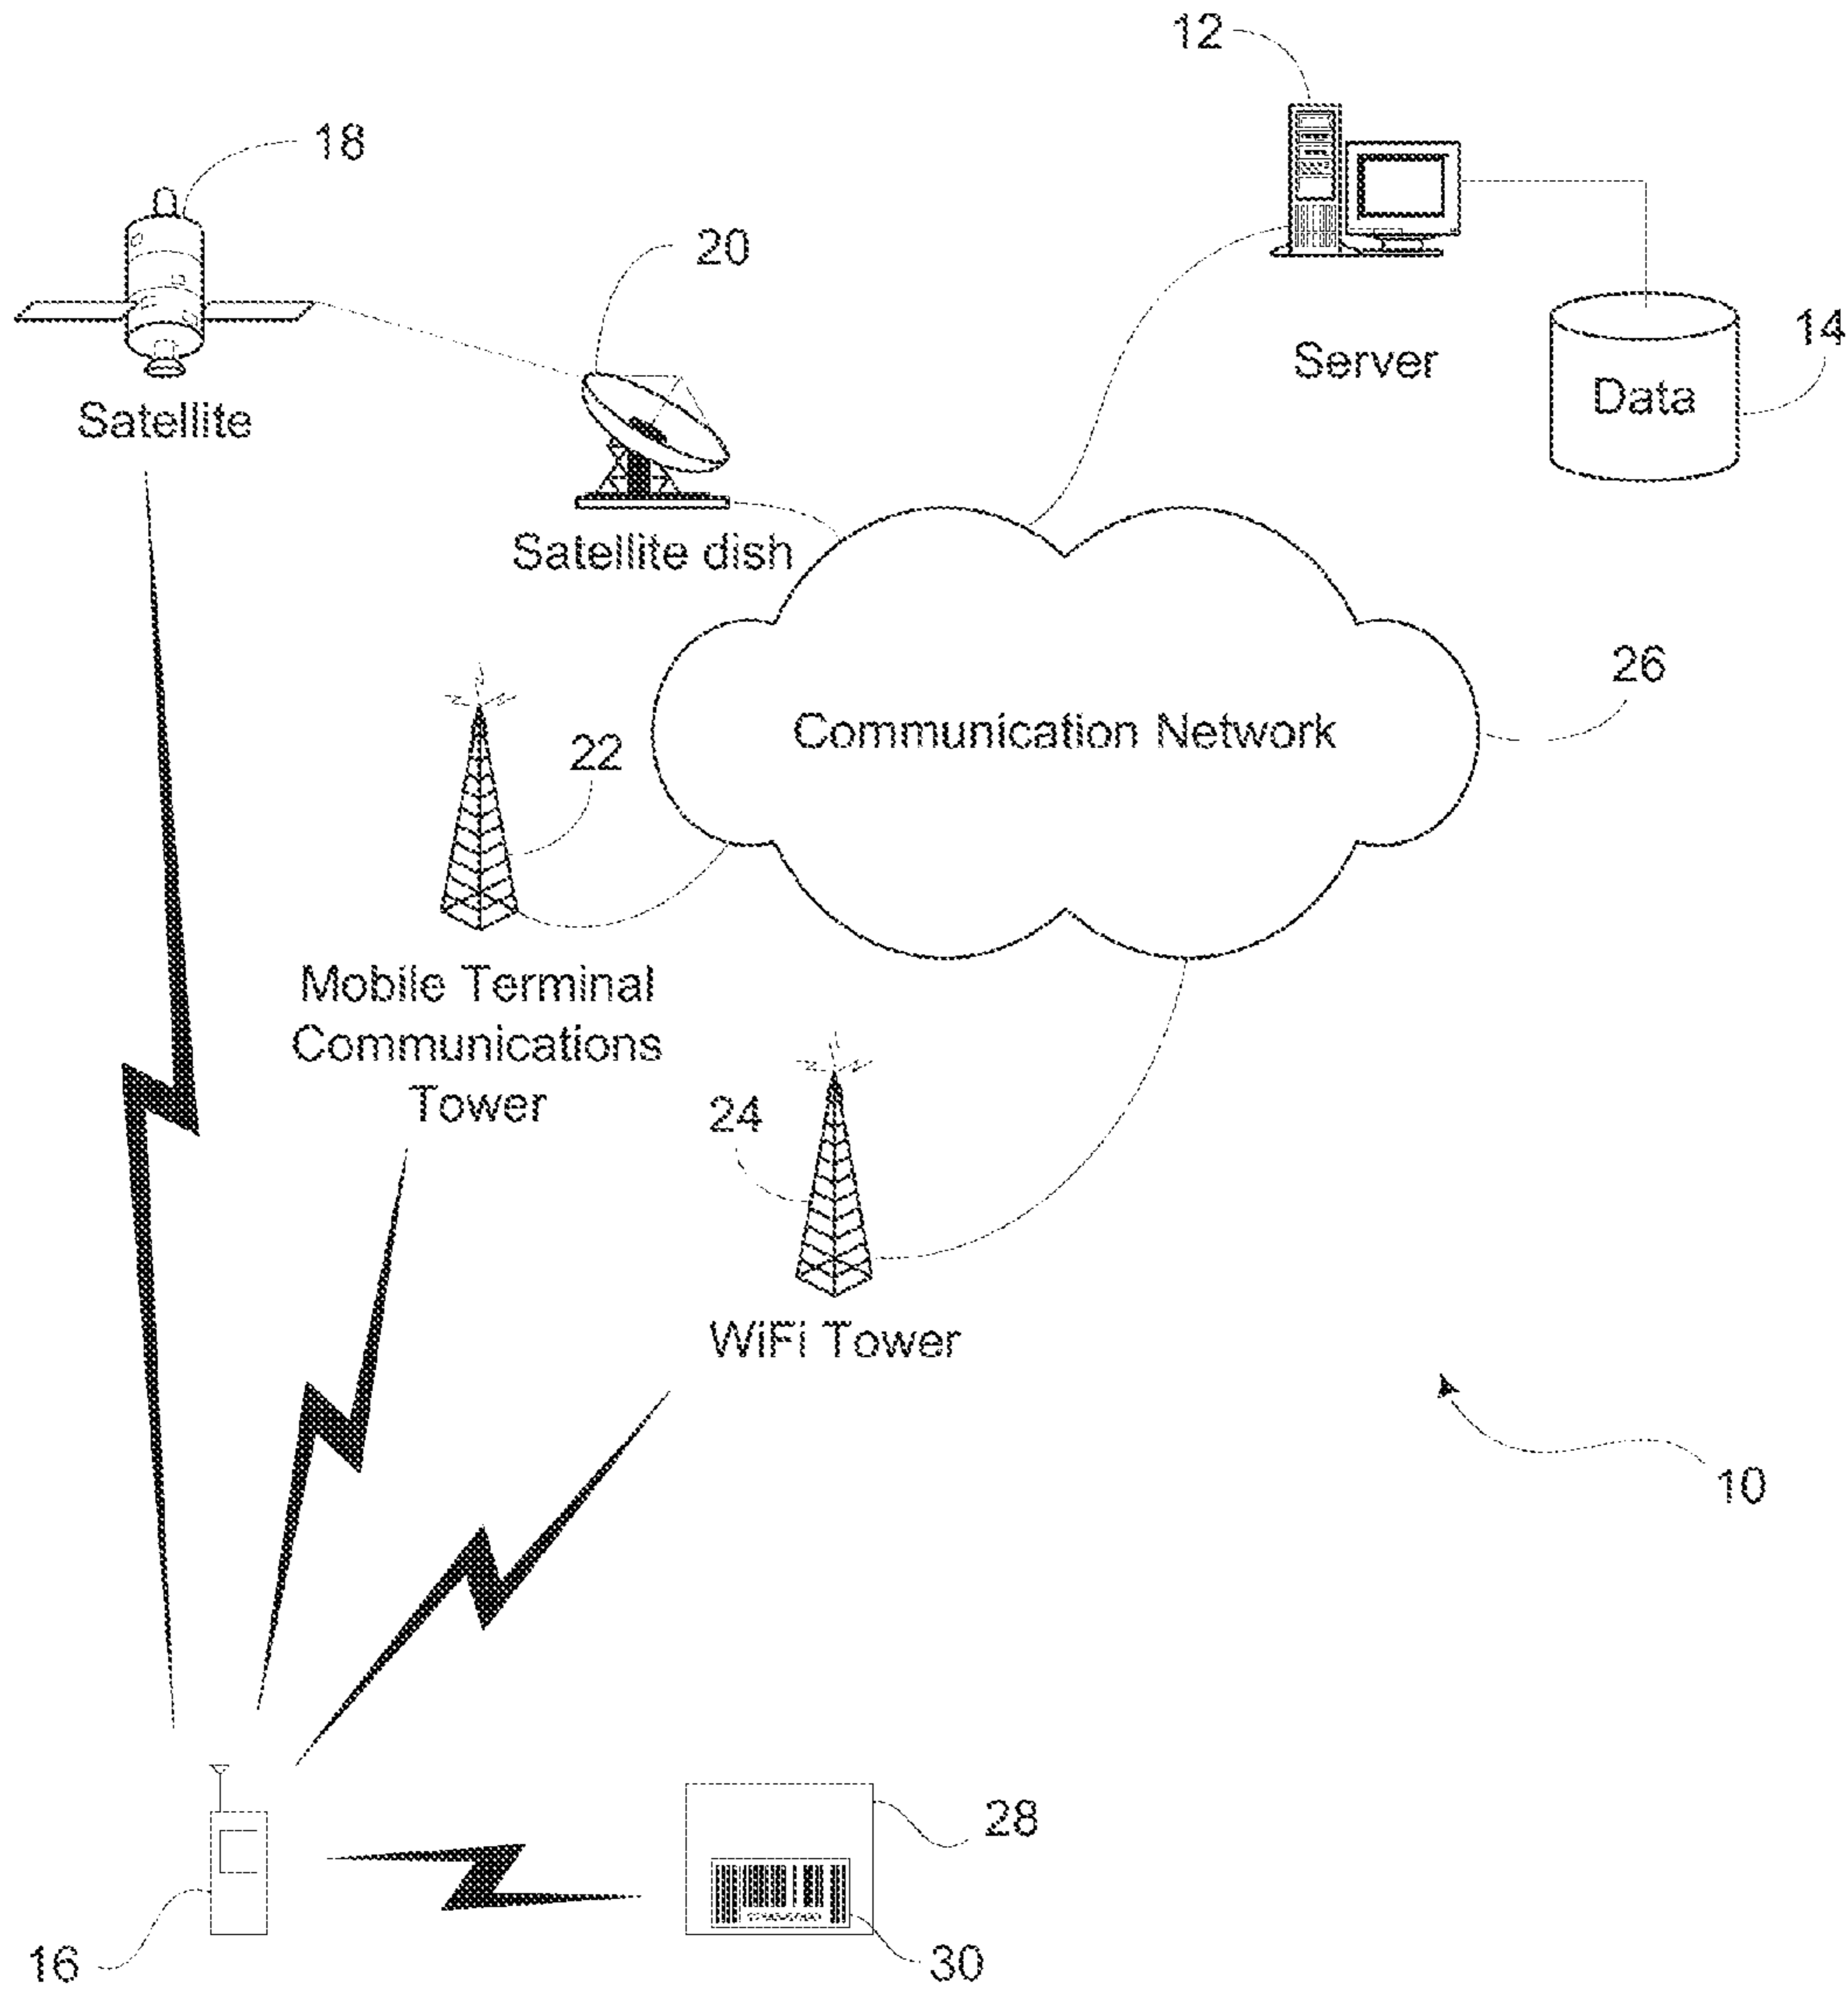 12
18
20
Server
14
Data
Satellite
Satellite dish
26
Communication Network
22
Mobile Terminal
Communications
Tower
24
WiFi Tower
10
28
16
30